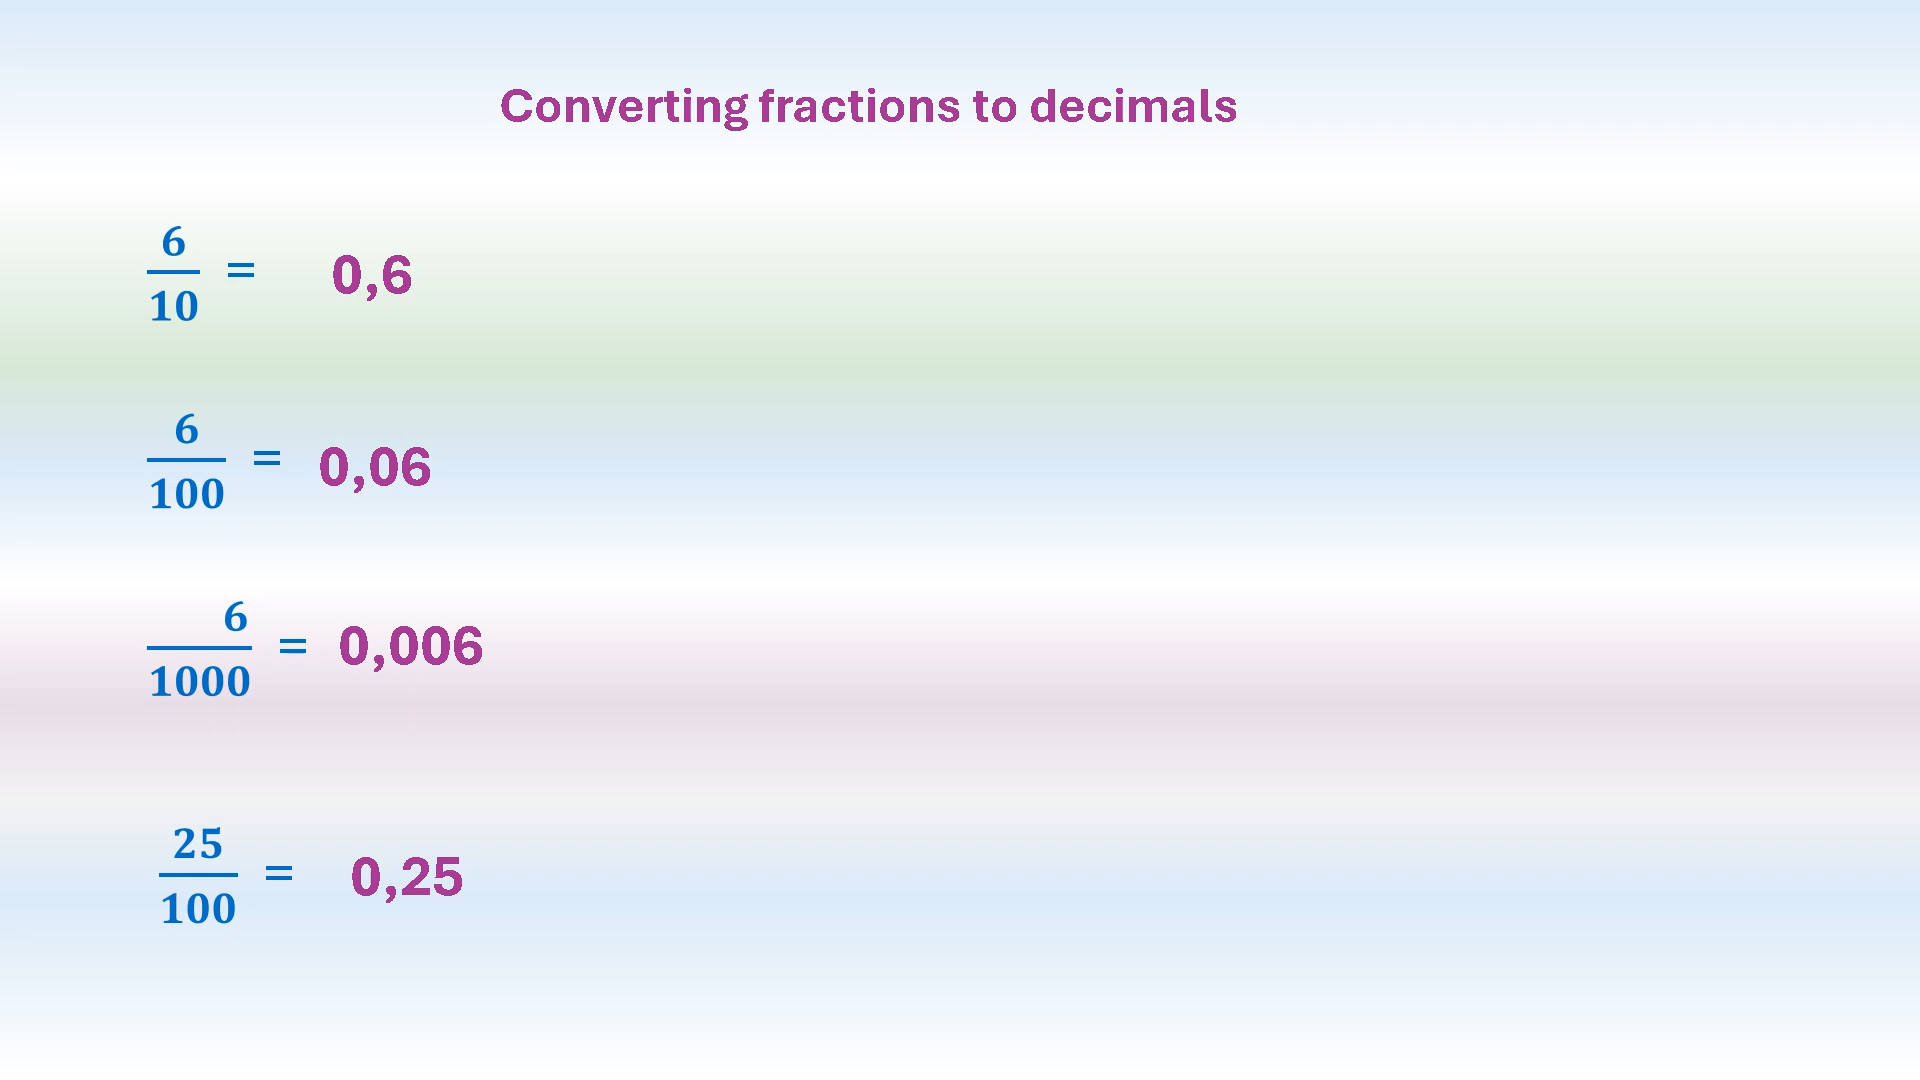 Converting fractions to decimals
6/10 = 0,6
6/100 = 0,06
6/1000 = 0,006
25/100 = 0,25